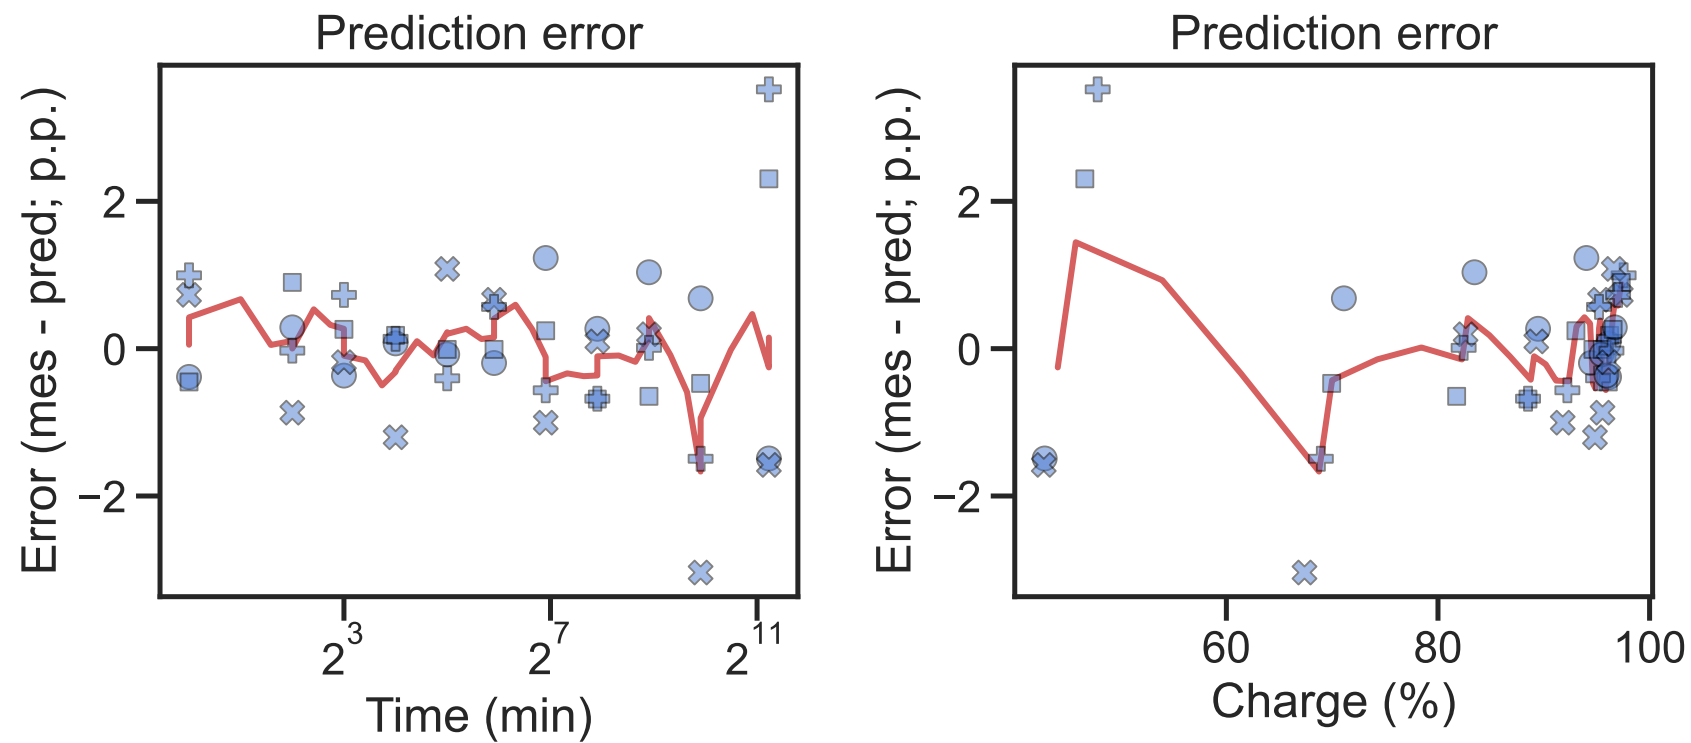 Prediction error
Error (mes - pred; p.p.)
2
0
−2
2^3
2^7
2^11
Time (min)
Prediction error
Error (mes - pred; p.p.)
2
0
−2
60
80
100
Charge (%)